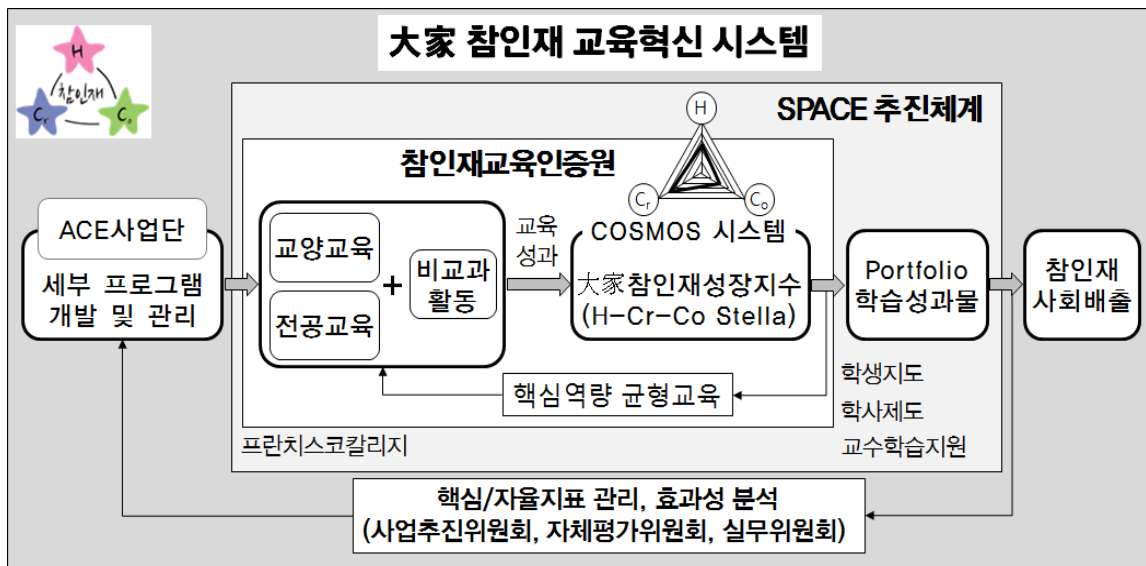 大家 참인재 교육혁신 시스템
H
참인재
Cr
Co
SPACE 추진체계
H
Cr
Co
참인재교육인증원
ACE사업단
세부 프로그램
개발 및 관리
교양교육
전공교육
+
비교과
활동
교육
성과
COSMOS 시스템
大家참인재성장지수
(H-Cr-Co Stella)
Portfolio
학습성과물
참인재
사회배출
핵심역량 균형교육
학생지도
학사제도
교수학습지원
프란치스코칼리지
핵심/자율지표 관리, 효과성 분석
(사업추진위원회, 자체평가위원회, 실무위원회)